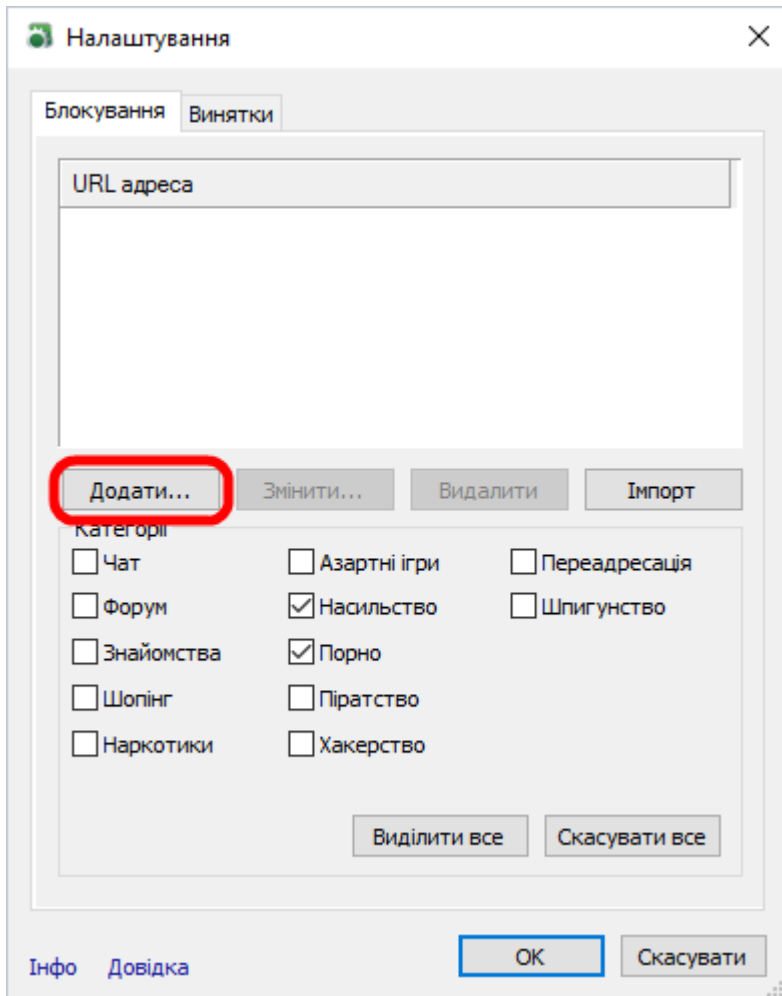 Налаштування
Блокування Винятки
URL адреса
Додати... Змінити... Видалити Імпорт
Категорії
Чат Азартні ігри Переадресація
Форум Насильство Шпигунство
Знайомства Порно
Шопінг Піратство
Наркотики Хакерство
Виділити все Скасувати все
Інфо Довідка OK Скасувати